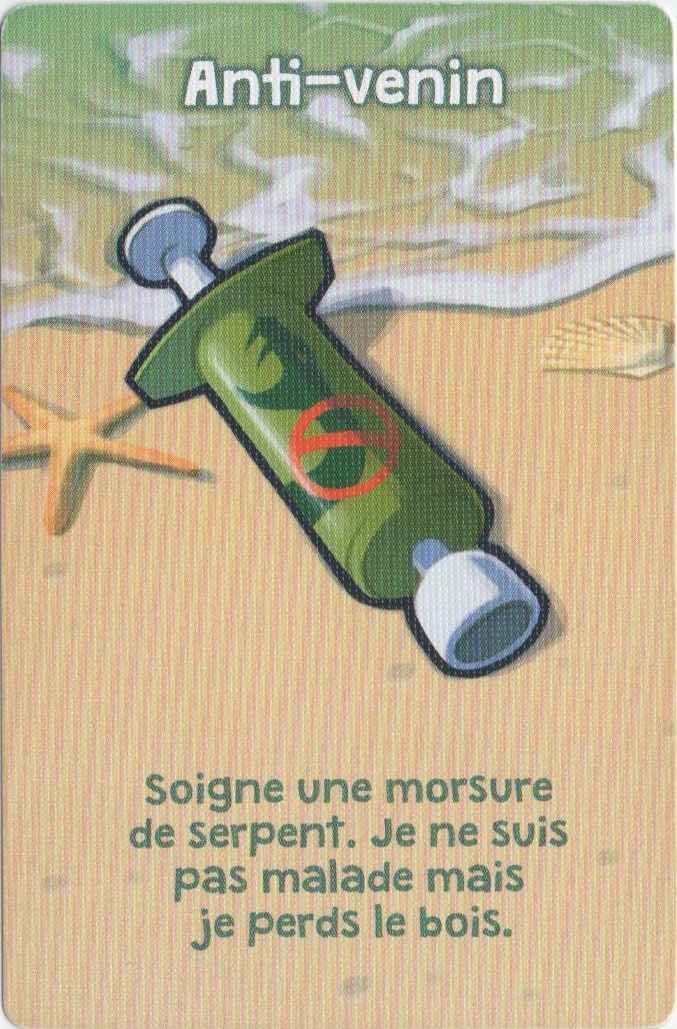 Anti-venin
Soigne une morsure
de serpent. Je ne suis
pas malade mais
je perds le bois.